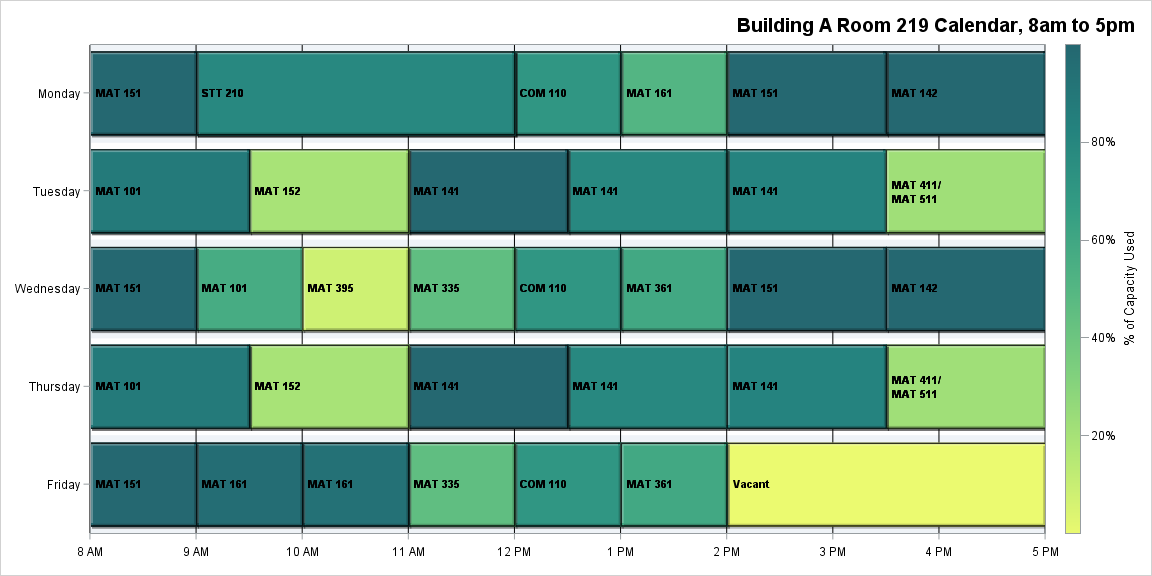 Building A Room 219 Calendar, 8am to 5pm
Monday
MAT 151
STT 210
COM 110
MAT 161
MAT 151
MAT 142
Tuesday
MAT 101
MAT 152
MAT 141
MAT 141
MAT 141
MAT 411/
MAT 511
Wednesday
MAT 151
MAT 101
MAT 395
MAT 335
COM 110
MAT 361
MAT 151
MAT 142
Thursday
MAT 101
MAT 152
MAT 141
MAT 141
MAT 141
MAT 411/
MAT 511
Friday
MAT 151
MAT 161
MAT 161
MAT 335
COM 110
MAT 361
Vacant
8 AM
9 AM
10 AM
11 AM
12 PM
1 PM
2 PM
3 PM
4 PM
5 PM
80%
60%
40%
20%
% of Capacity Used